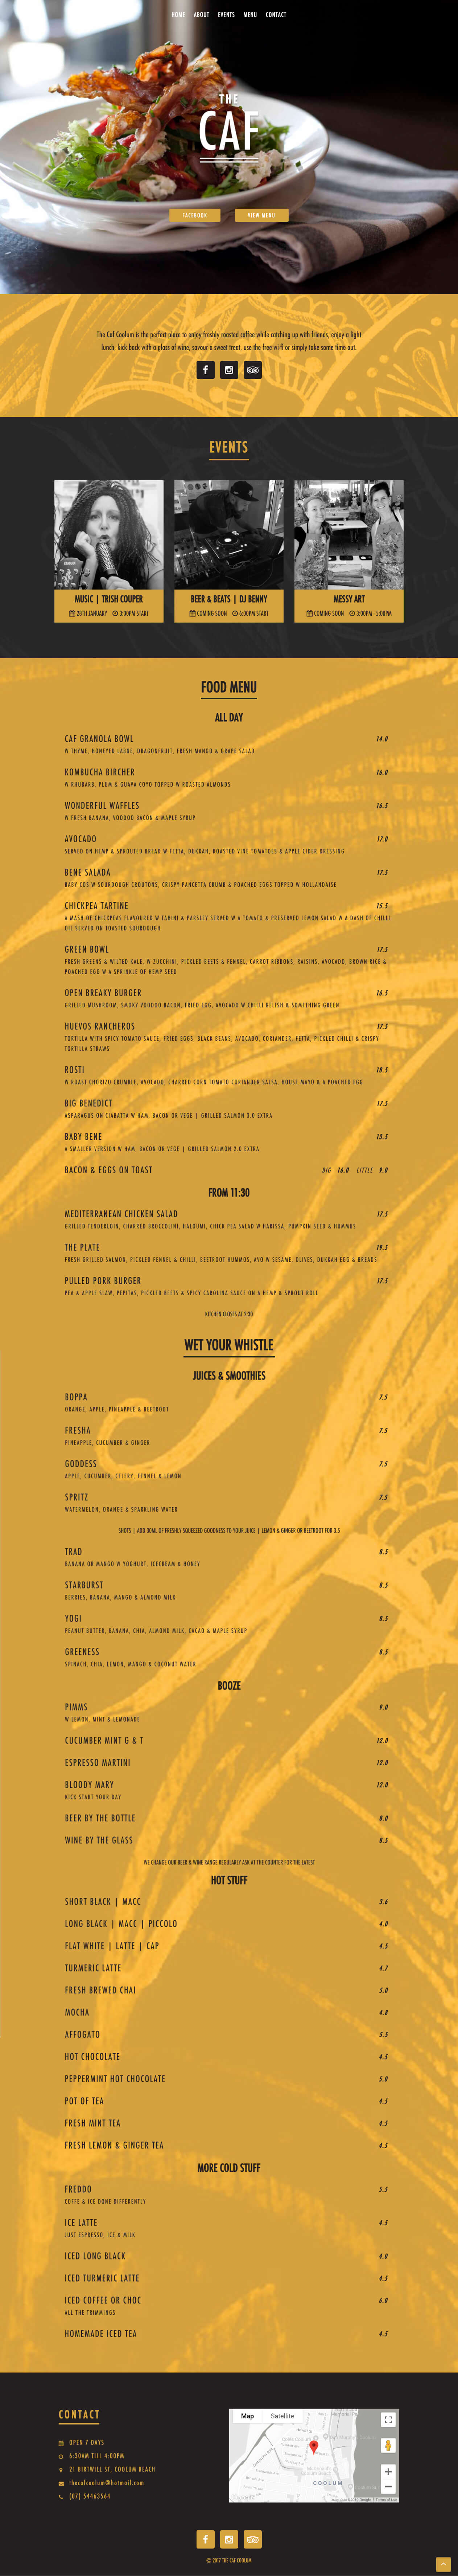 HOME ABOUT EVENTS MENU CONTACT
THE
CAF
FACEBOOK VIEW MENU
The Caf Coolum is the perfect place to enjoy freshly roasted coffee while catching up with friends, enjoy a light
lunch, kick back with a glass of wine, savour a sweet treat, use the free wi-fi or simply take some time out.
EVENTS
MUSIC | TRISH COUPER
28TH JANUARY 3:00PM START
BEER & BEATS | DJ BENNY
COMING SOON 6:00PM START
MESSY ART
COMING SOON 3:00PM - 5:00PM
FOOD MENU
ALL DAY
CAF GRANOLA BOWL 14.0
W THYME, HONEYED LABNE, DRAGONFRUIT, FRESH MANGO & GRAPE SALAD
KOMBUCHA BIRCHER 16.0
W RHUBARB, PLUM & GUAVA COYO TOPPED W ROASTED ALMONDS
WONDERFUL WAFFLES 16.5
W FRESH BANANA, VOODOO BACON & MAPLE SYRUP
AVOCADO 17.0
SERVED ON HEMP & SPROUTED BREAD W FETTA, DUKKAH, ROASTED VINE TOMATOES & APPLE CIDER DRESSING
BENE SALADA 17.5
BABY COS W SOURDOUGH CROUTONS, CRISPY PANCETTA CRUMB & POACHED EGGS TOPPED W HOLLANDAISE
CHICKPEA TARTINE 15.5
A MASH OF CHICKPEAS FLAVOURED W TAHINI & PARSLEY SERVED W A TOMATO & PRESERVED LEMON SALAD W A DASH OF CHILLI
OIL SERVED ON TOASTED SOURDOUGH
GREEN BOWL 17.5
FRESH GREENS & WILTED KALE, W ZUCCHINI, PICKLED BEETS & FENNEL, CARROT RIBBONS, RAISINS, AVOCADO, BROWN RICE &
POACHED EGG W A SPRINKLE OF HEMP SEED
OPEN BREAKY BURGER 16.5
GRILLED MUSHROOM, SMOKY VOODOO BACON, FRIED EGG, AVOCADO W CHILLI RELISH & SOMETHING GREEN
HUEVOS RANCHEROS 17.5
TORTILLA WITH SPICY TOMATO SAUCE, FRIED EGGS, BLACK BEANS, AVOCADO, CORIANDER, FETTA, PICKLED CHILLI & CRISPY
TORTILLA STRAWS
ROSTI 18.5
W ROAST CHORIZO CRUMBLE, AVOCADO, CHARRED CORN TOMATO CORIANDER SALSA, HOUSE MAYO & A POACHED EGG
BIG BENEDICT 17.5
ASPARAGUS ON CIABATTA W HAM, BACON OR VEGE | GRILLED SALMON 3.0 EXTRA
BABY BENE 13.5
A SMALLER VERSION W HAM, BACON OR VEGE | GRILLED SALMON 2.0 EXTRA
BACON & EGGS ON TOAST BIG 16.0 LITTLE 9.0
FROM 11:30
MEDITERRANEAN CHICKEN SALAD 17.5
GRILLED TENDERLOIN, CHARRED BROCCOLINI, HALOUMI, CHICK PEA SALAD W HARISSA, PUMPKIN SEED & HUMMUS
THE PLATE 19.5
FRESH GRILLED SALMON, PICKLED FENNEL & CHILLI, BEETROOT HUMMOS, AVO W SESAME, OLIVES, DUKKAH EGG & BREADS
PULLED PORK BURGER 17.5
PEA & APPLE SLAW, PEPITAS, PICKLED BEETS & SPICY CAROLINA SAUCE ON A HEMP & SPROUT ROLL
KITCHEN CLOSES AT 2:30
WET YOUR WHISTLE
JUICES & SMOOTHIES
BOPPA 7.5
ORANGE, APPLE, PINEAPPLE & BEETROOT
FRESHA 7.5
PINEAPPLE, CUCUMBER & GINGER
GODDESS 7.5
APPLE, CUCUMBER, CELERY, FENNEL & LEMON
SPRITZ 7.5
WATERMELON, ORANGE & SPARKLING WATER
SHOTS | ADD 30ML OF FRESHLY SQUEEZED GOODNESS TO YOUR JUICE | LEMON & GINGER OR BEETROOT FOR 3.5
TRAD 8.5
BANANA OR MANGO W YOGHURT, ICECREAM & HONEY
STARBURST 8.5
BERRIES, BANANA, MANGO & ALMOND MILK
YOGI 8.5
PEANUT BUTTER, BANANA, CHIA, ALMOND MILK, CACAO & MAPLE SYRUP
GREENESS 8.5
SPINACH, CHIA, LEMON, MANGO & COCONUT WATER
BOOZE
PIMMS 9.0
W LEMON, MINT & LEMONADE
CUCUMBER MINT G & T 12.0
ESPRESSO MARTINI 12.0
BLOODY MARY 12.0
KICK START YOUR DAY
BEER BY THE BOTTLE 8.0
WINE BY THE GLASS 8.5
WE CHANGE OUR BEER & WINE RANGE REGULARLY ASK AT THE COUNTER FOR THE LATEST
HOT STUFF
SHORT BLACK | MACC 3.6
LONG BLACK | MACC | PICCOLO 4.0
FLAT WHITE | LATTE | CAP 4.5
TURMERIC LATTE 4.7
FRESH BREWED CHAI 5.0
MOCHA 4.8
AFFOGATO 5.5
HOT CHOCOLATE 4.5
PEPPERMINT HOT CHOCOLATE 5.0
POT OF TEA 4.5
FRESH MINT TEA 4.5
FRESH LEMON & GINGER TEA 4.5
MORE COLD STUFF
FREDDO 5.5
COFFE & ICE DONE DIFFERENTLY
ICE LATTE 4.5
JUST ESPRESSO, ICE & MILK
ICED LONG BLACK 4.0
ICED TURMERIC LATTE 4.5
ICED COFFEE OR CHOC 6.0
ALL THE TRIMMINGS
HOMEMADE ICED TEA 4.5
CONTACT
OPEN 7 DAYS
6:30AM TILL 4:00PM
21 BIRTWILL ST, COOLUM BEACH
thecafcoolum@hotmail.com
(07) 54463564
Map Satellite
COOLUM
Terms of Use
© 2017 THE CAF COOLUM